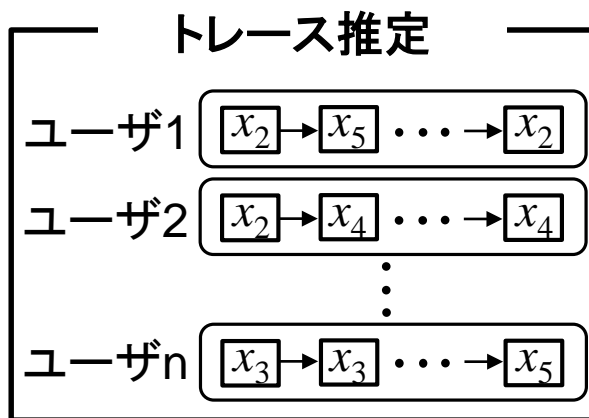 トレース推定
ユーザ1 x₂ → x₅ ・・・ → x₂
ユーザ2 x₂ → x₄ ・・・ → x₄
⋮
ユーザn x₃ → x₃ ・・・ → x₅